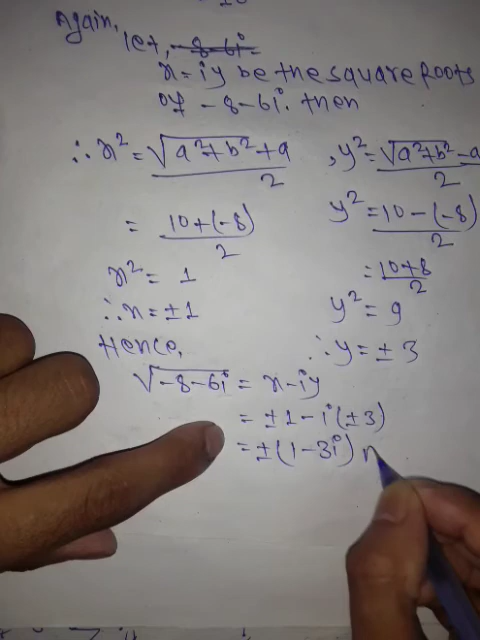 Again,
let, -8-6i
x=iy be the square roots
of -8-6i. then
∴ x² = √(a²+b²)+a / 2 , y² = √(a²+b²)-a / 2
= 10+(-8) / 2 y² = 10-(-8) / 2
x² = 1 = 10+8 / 2
∴ x = ±1 y² = 9
Hence, ∴ y = ±3
√-8-6i = x-iy
= ±1-i(±3)
= ±(1-3i)